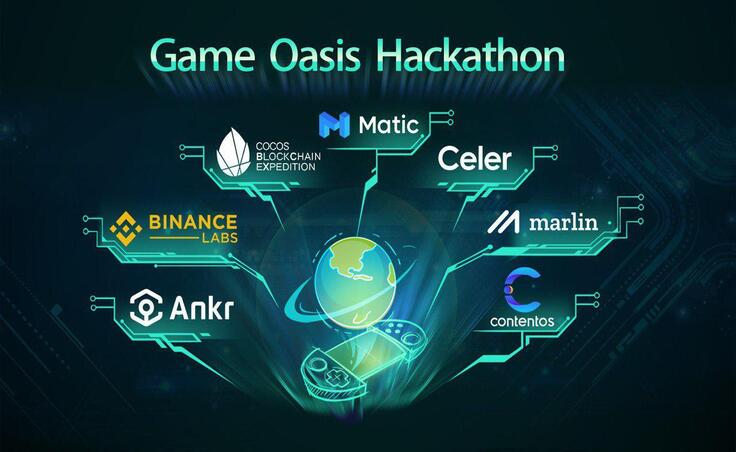 Game Oasis Hackathon
Matic
COCOS
BLOCKCHAIN
EXPEDITION
Celer
BINANCE
LABS
marlin
Ankr
contentos